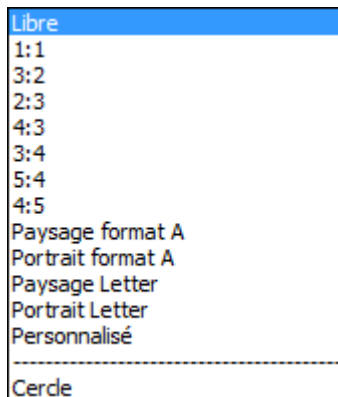 Libre
1:1
3:2
2:3
4:3
3:4
5:4
4:5
Paysage format A
Portrait format A
Paysage Letter
Portrait Letter
Personnalisé
----------------------------------------
Cercle